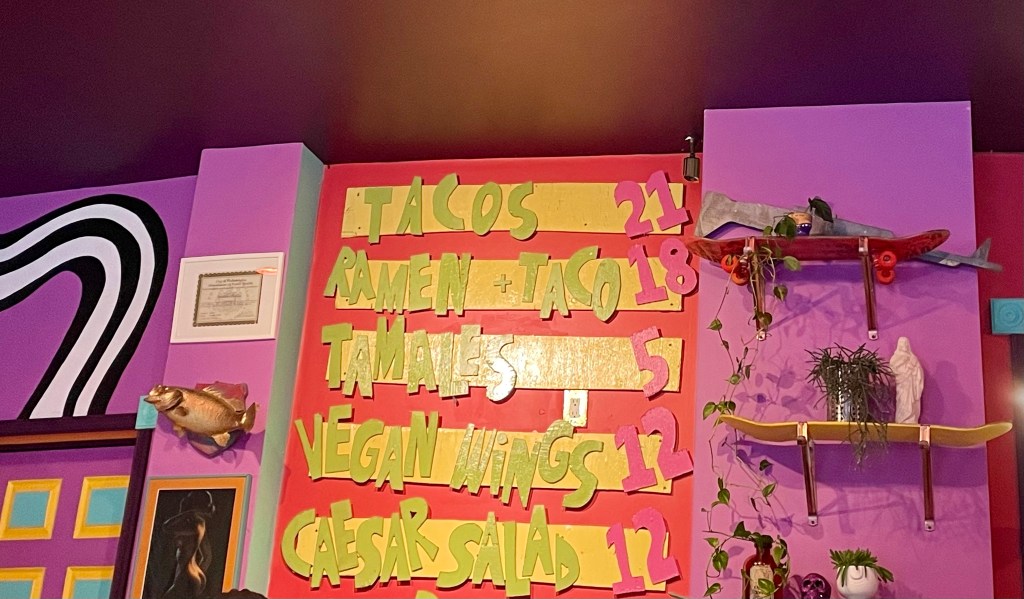 TACOS 21
RAMEN + TACO 18
TAMALES 5
VEGAN WINGS 12
CAESAR SALAD 12